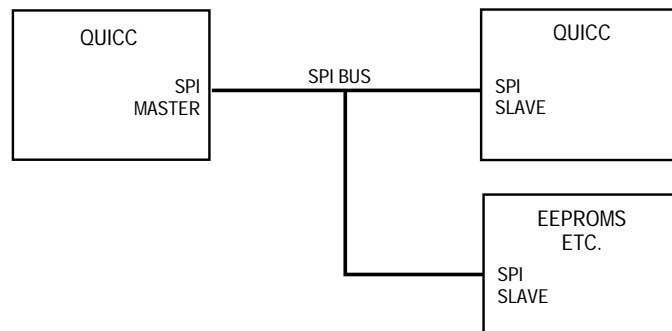 QUICC
SPI
MASTER
SPI BUS
QUICC
SPI
SLAVE
EEPROMS
ETC.
SPI
SLAVE